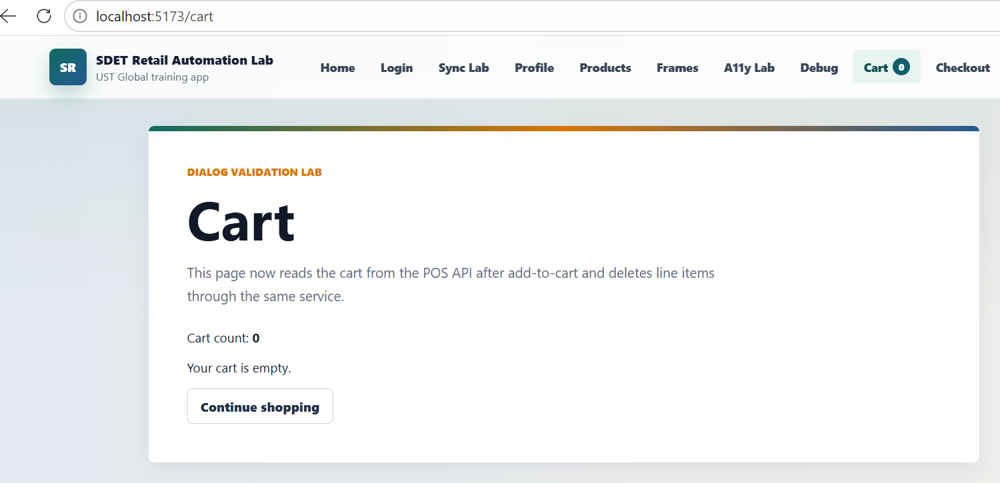 localhost:5173/cart
SR
SDET Retail Automation Lab
UST Global training app
Home Login Sync Lab Profile Products Frames A11y Lab Debug Cart 0 Checkout
DIALOG VALIDATION LAB
Cart
This page now reads the cart from the POS API after add-to-cart and deletes line items
through the same service.
Cart count: 0
Your cart is empty.
Continue shopping